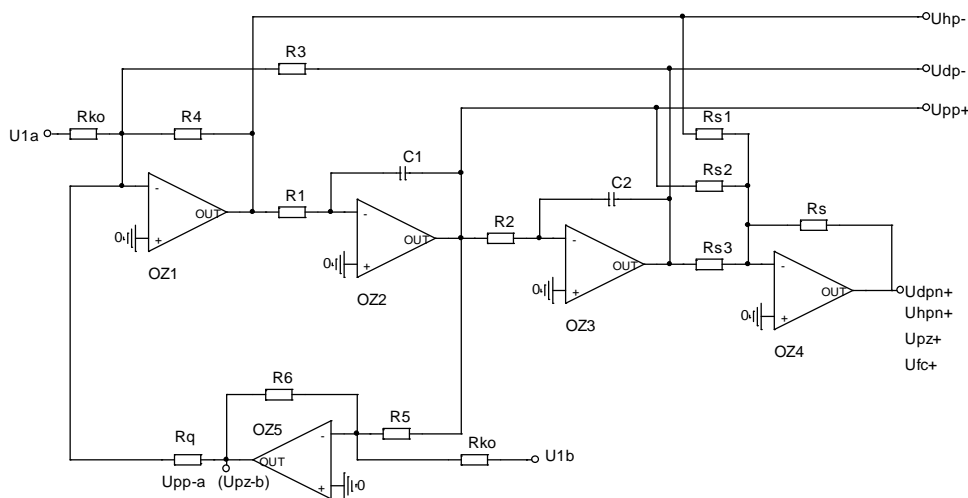 Uhp-
R3
Udp-
Rko
R4
Upp+
U1a
C1
Rs1
Rs2
C2
-
OUT
R1
-
R2
Rs
0
+
OUT
-
Rs3
OZ1
0
+
OUT
-
OZ2
0
+
OUT
Udpn+
OZ3
0
+
Uhpn+
OZ4
Upz+
Ufc+
R6
OZ5
R5
-
Rq
OUT
Rko
U1b
Upp-a
(Upz-b)
+
0